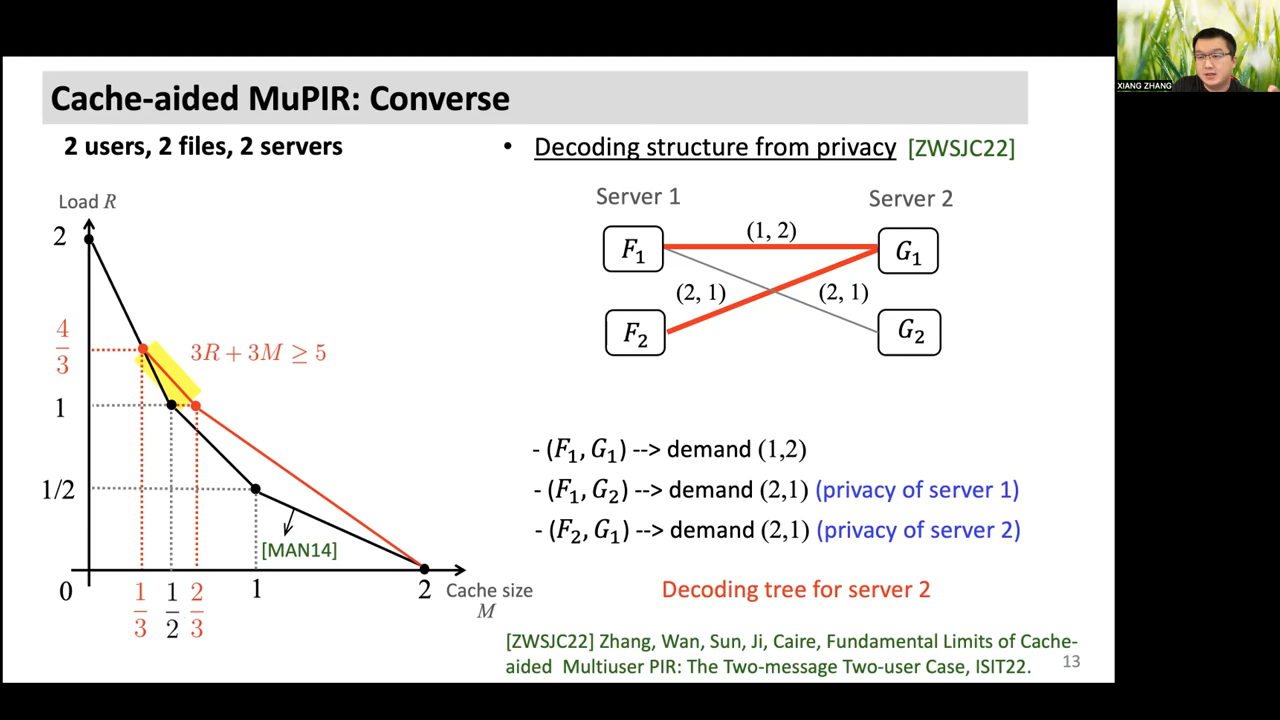 XIANG ZHANG
Cache-aided MuPIR: Converse
2 users, 2 files, 2 servers
Load R
2
4/3
1
1/2
0
3R + 3M ≥ 5
[MAN14]
1/3
1/2
2/3
1
2
Cache size
M
• Decoding structure from privacy [ZWSJC22]
Server 1
Server 2
F₁
(1, 2)
G₁
(2, 1)
(2, 1)
F₂
G₂
- (F₁, G₁) --> demand (1,2)
- (F₁, G₂) --> demand (2,1) (privacy of server 1)
- (F₂, G₁) --> demand (2,1) (privacy of server 2)
Decoding tree for server 2
[ZWSJC22] Zhang, Wan, Sun, Ji, Caire, Fundamental Limits of Cache-
aided Multiuser PIR: The Two-message Two-user Case, ISIT22.
13